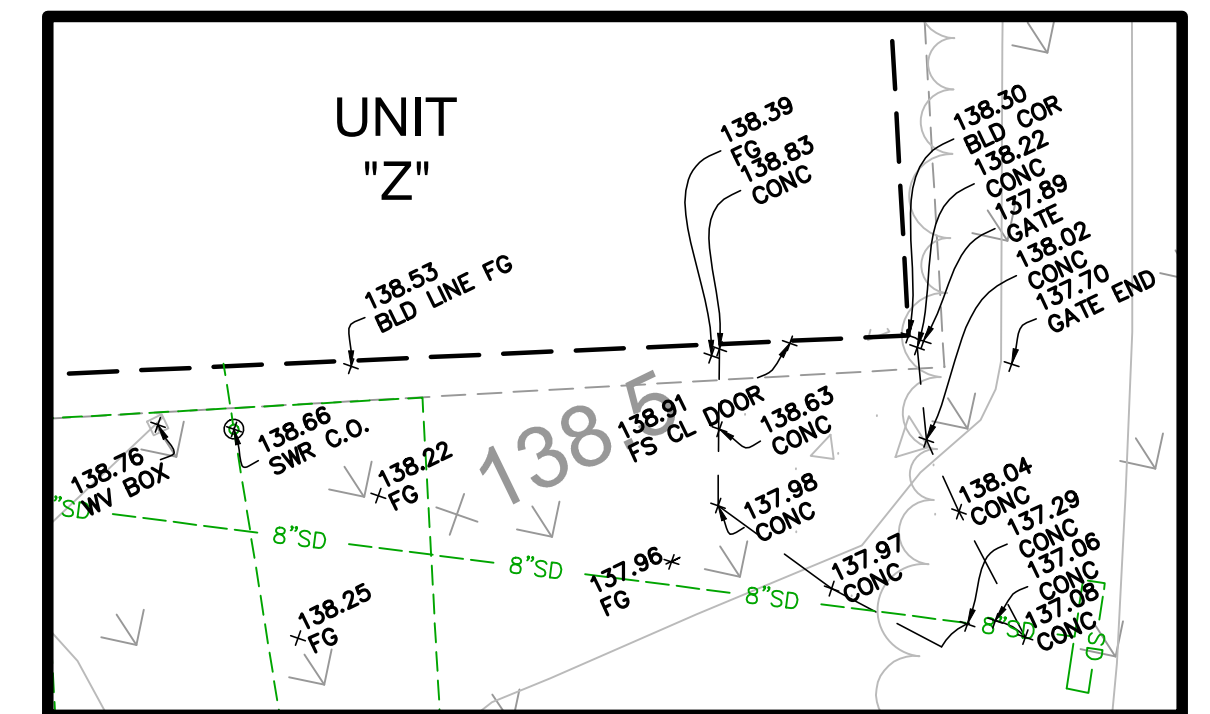 UNIT
"Z"
138.39
FG
138.83
CONC
138.30
BLD COR
138.22
CONC
137.89
GATE
138.02
CONC
137.70
GATE END
138.53
BLD LINE FG
138.5
138.91
FS CL DOOR
138.63
CONC
138.66
SWR C.O.
138.76
WV BOX
138.22
FG
137.98
CONC
138.04
CONC
137.29
CONC
137.06
CONC
137.08
CONC
137.97
CONC
137.96
FG
138.25
FG
"SD
8"SD
8"SD
8"SD
8"SD
SD